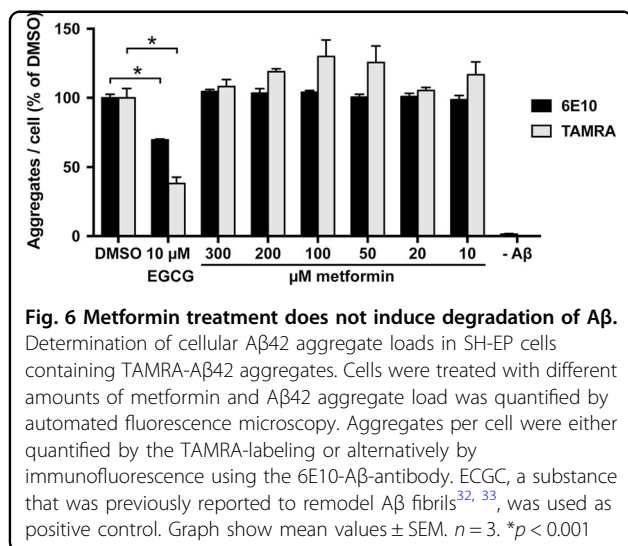 150
* *
100
50
0
Aggregates / cell (% of DMSO)
6E10
TAMRA
DMSO 10 µM 300 200 100 50 20 10 - Aβ
EGCG µM metformin
Fig. 6 Metformin treatment does not induce degradation of Aβ.
Determination of cellular Aβ42 aggregate loads in SH-EP cells
containing TAMRA-Aβ42 aggregates. Cells were treated with different
amounts of metformin and Aβ42 aggregate load was quantified by
automated fluorescence microscopy. Aggregates per cell were either
quantified by the TAMRA-labeling or alternatively by
immunofluorescence using the 6E10-Aβ-antibody. ECGC, a substance
that was previously reported to remodel Aβ fibrils32, 33, was used as
positive control. Graph show mean values ± SEM. n = 3. *p < 0.001